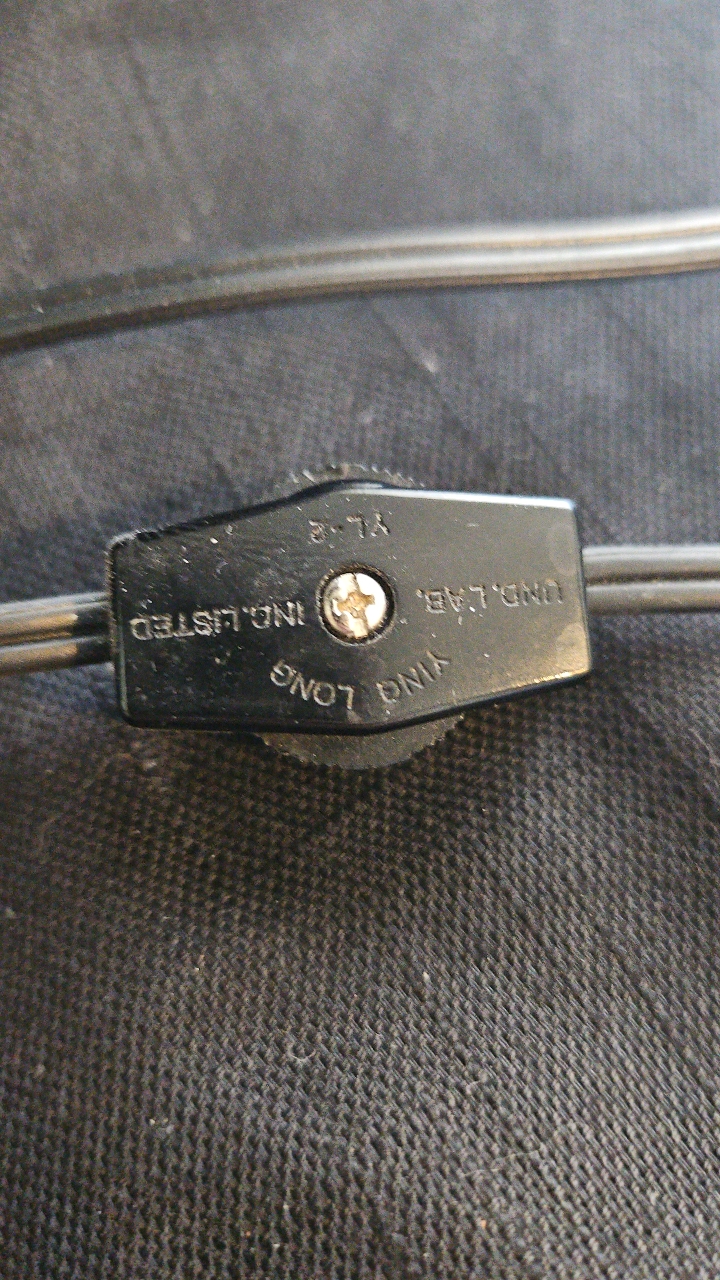 YING LONG
UND.LAB. INC.LISTED
YL-2